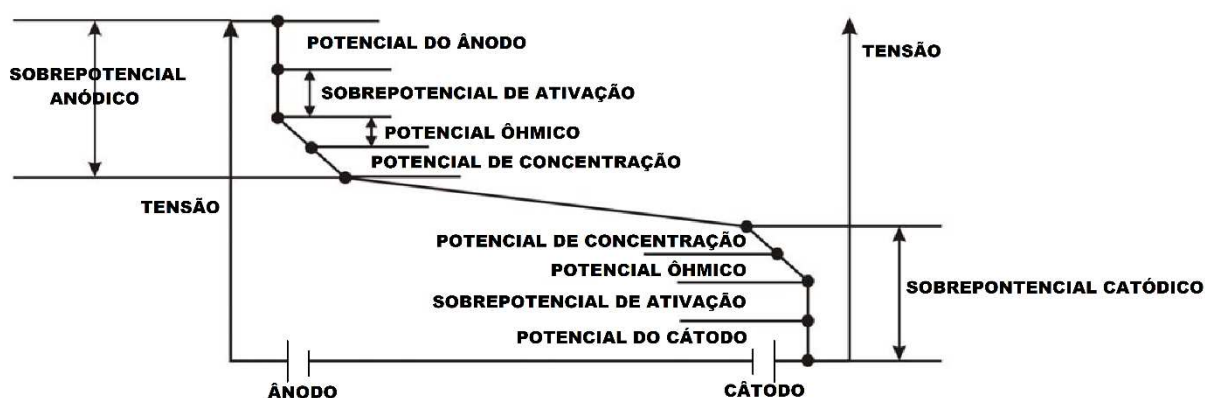 POTENCIAL DO ÂNODO
TENSÃO
SOBREPOTENCIAL
ANÓDICO
SOBREPOTENCIAL DE ATIVAÇÃO
POTENCIAL ÔHMICO
POTENCIAL DE CONCENTRAÇÃO
TENSÃO
POTENCIAL DE CONCENTRAÇÃO
POTENCIAL ÔHMICO
SOBREPOTENCIAL DE ATIVAÇÃO
SOBREPONTENCIAL CATÓDICO
POTENCIAL DO CÁTODO
ÂNODO
CÂTODO